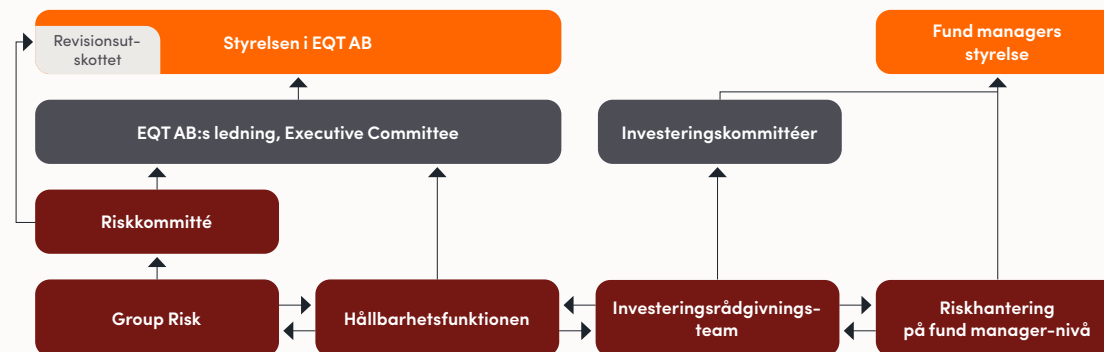 Revisionsut-
skottet
Styrelsen i EQT AB
Fund managers
styrelse
EQT AB:s ledning, Executive Committee
Investeringskommittéer
Riskkommitté
Group Risk
Hållbarhetsfunktionen
Investeringsrådgivnings-
team
Riskhantering
på fund manager-nivå